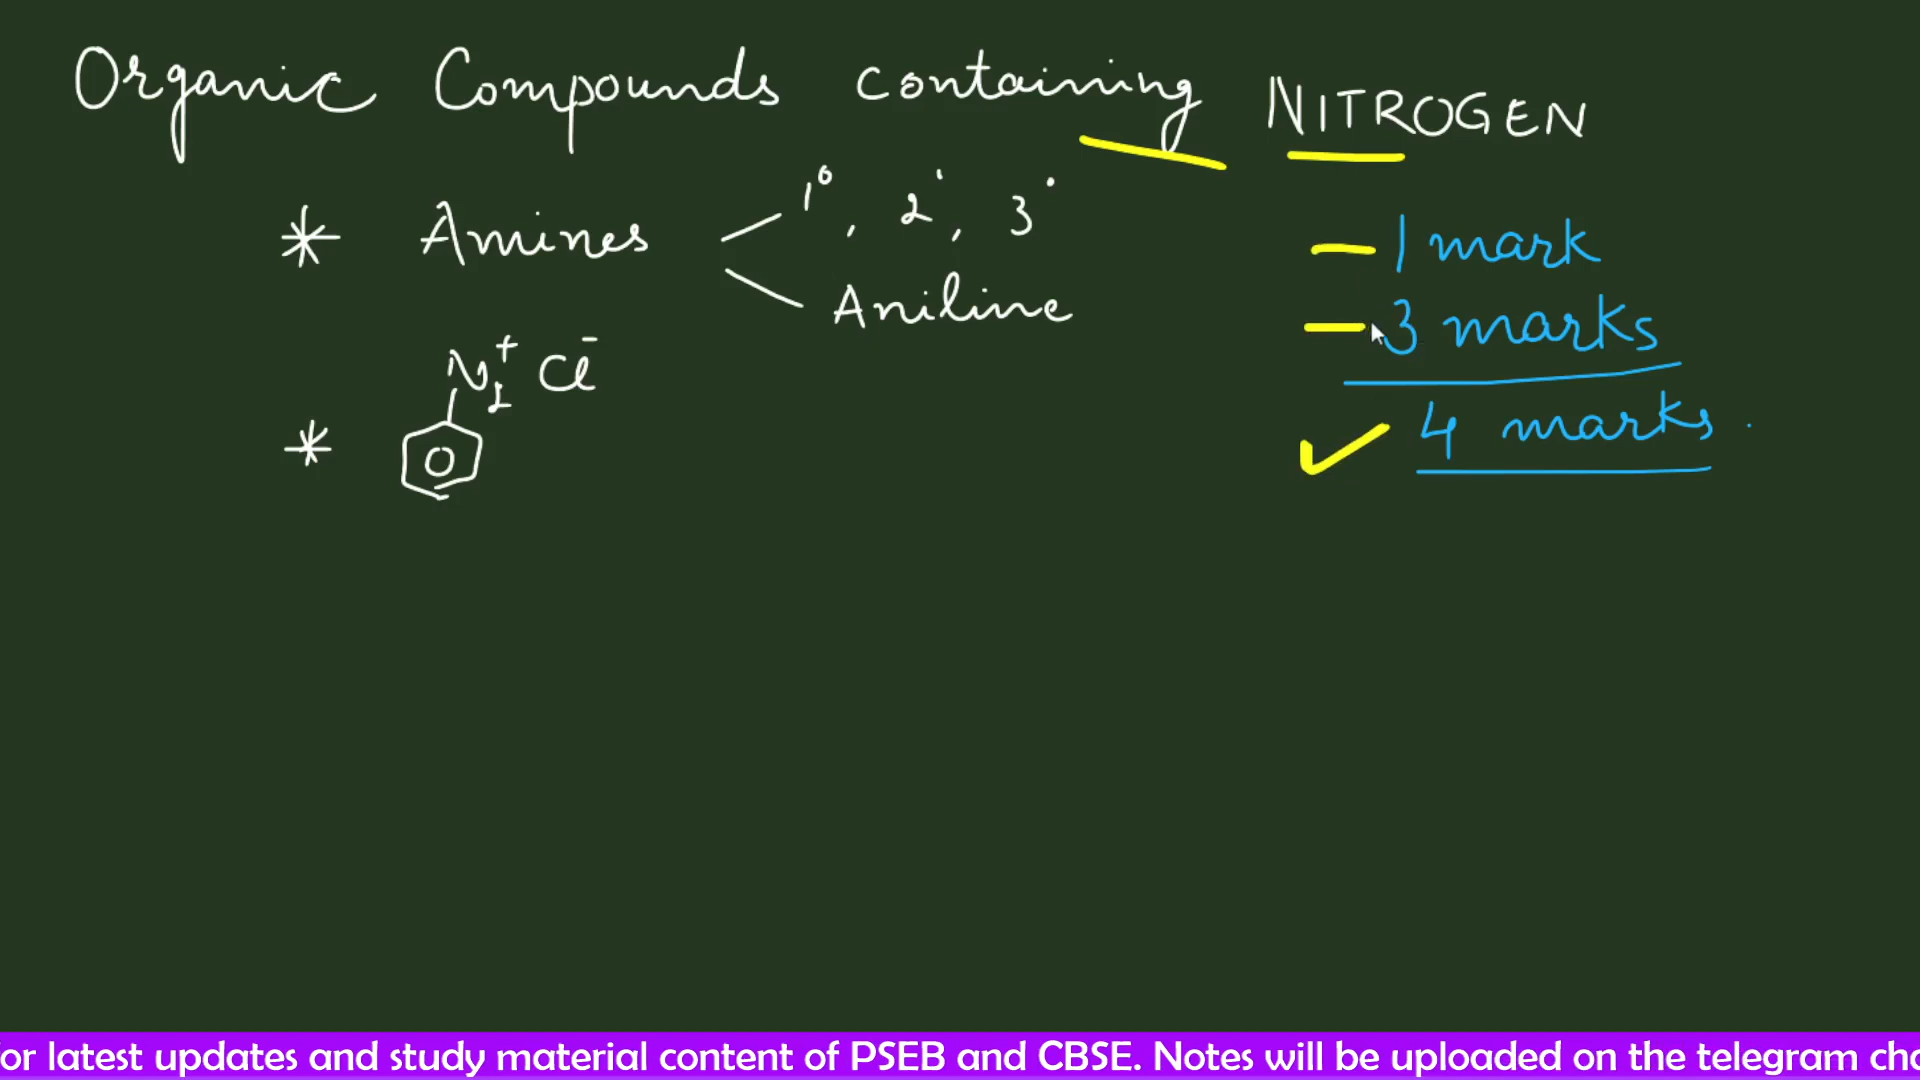 Organic Compounds containing NITROGEN
* Amines 1°, 2°, 3°
Aniline
N₂⁺ Cl⁻
*
- 1 mark
- 3 marks
✓ 4 marks.
or latest updates and study material content of PSEB and CBSE. Notes will be uploaded on the telegram cha